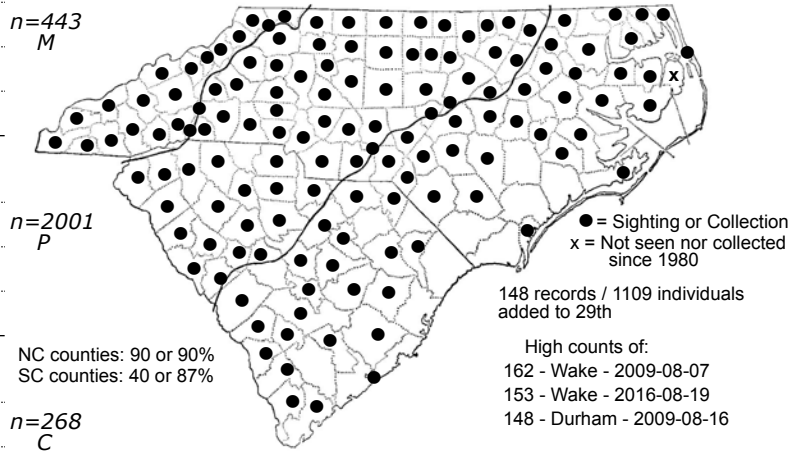 n=443
M
n=2001
P
n=268
C
x
● = Sighting or Collection
x = Not seen nor collected
since 1980
148 records / 1109 individuals
added to 29th
NC counties: 90 or 90%
SC counties: 40 or 87%
High counts of:
162 - Wake - 2009-08-07
153 - Wake - 2016-08-19
148 - Durham - 2009-08-16